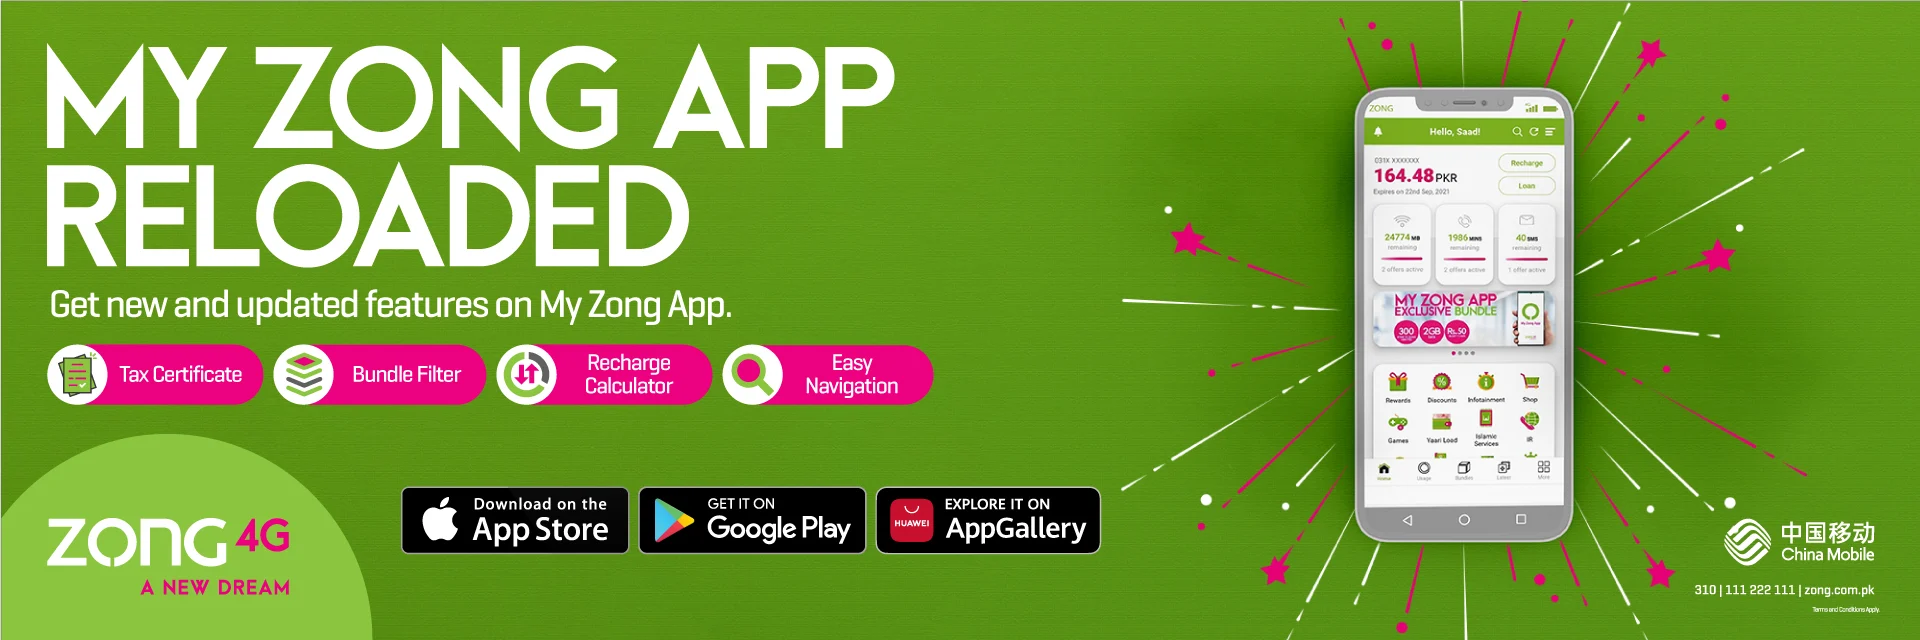 MY ZONG APP
RELOADED
Get new and updated features on My Zong App.
Tax Certificate
Bundle Filter
Recharge
Calculator
Easy
Navigation
ZONG 4G
A NEW DREAM
Download on the
App Store
GET IT ON
Google Play
HUAWEI
EXPLORE IT ON
AppGallery
ZONG
4G
Hello, Saad!
031X XXXXXXX
164.48 PKR
Expires on 22nd Sep, 2021
Recharge
Loan
24774 MB
remaining
2 offers active
1986 MINS
remaining
2 offers active
40 SMS
remaining
1 offer active
MY ZONG APP
EXCLUSIVE BUNDLE
300
2GB
Rs.50
My Zong App
Rewards
Discounts
Infotainment
Shop
Games
Yaari Load
Islamic
Services
IR
Home
Usage
Bundles
Latest
More
中国移动
China Mobile
310 | 111 222 111 | zong.com.pk
Terms and Conditions Apply.